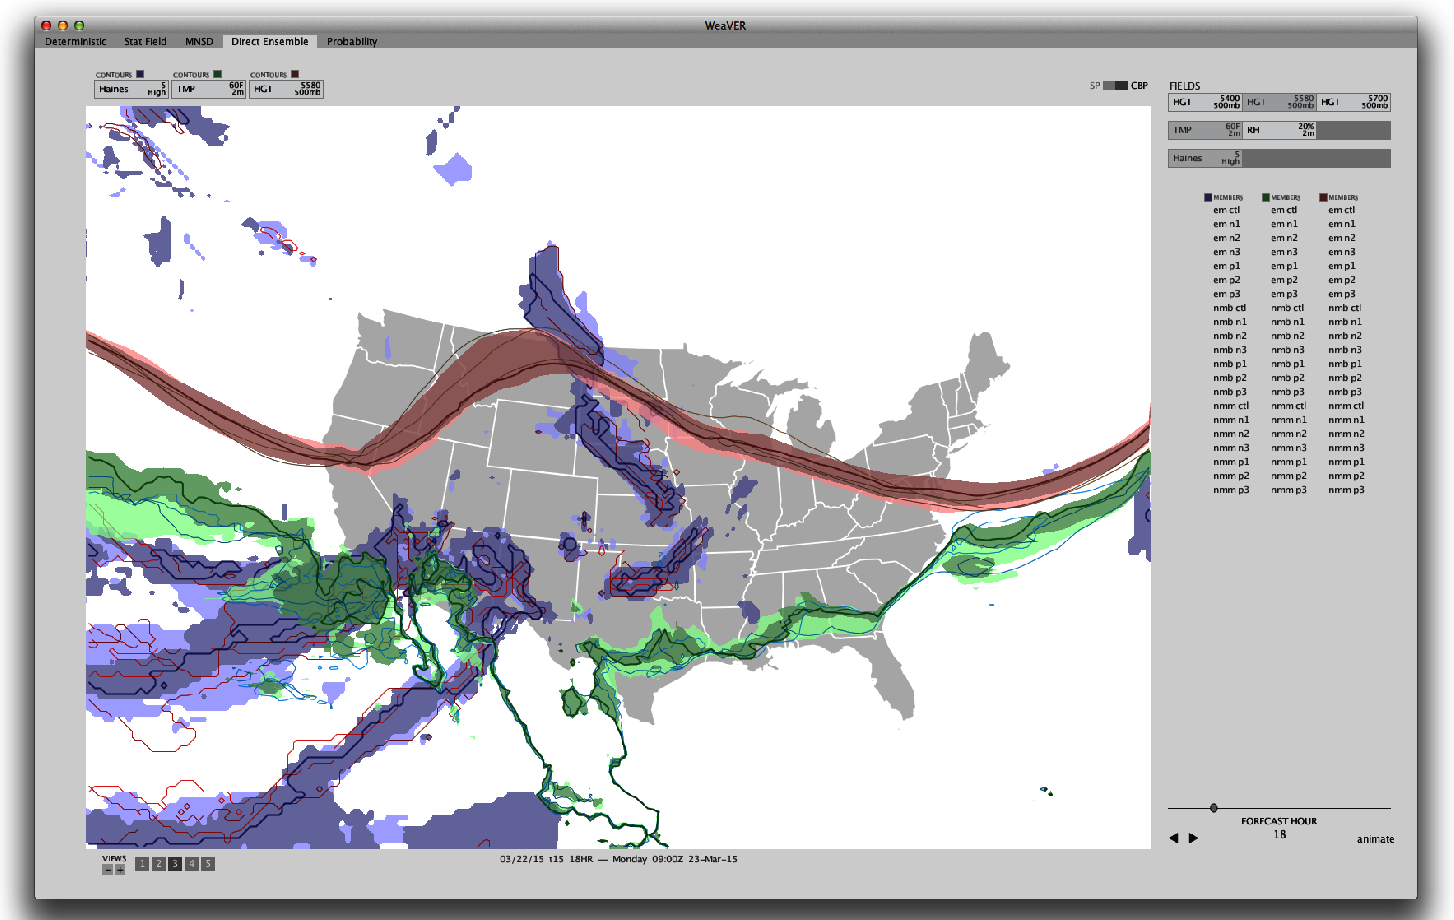 WeaVER
Deterministic Stat Field MNSD Direct Ensemble Probability
CONTOURS CONTOURS CONTOURS
Haines 5 High TMP 60F 2m HGT 5580 500mb
SP CBP
FIELDS
HGT 5400 500mb HGT 5580 500mb HGT 5700 500mb
TMP 60F 2m RH 20% 2m
Haines 5 High
MEMBERS MEMBERS MEMBERS
em ctl em ctl em ctl
em n1 em n1 em n1
em n2 em n2 em n2
em n3 em n3 em n3
em p1 em p1 em p1
em p2 em p2 em p2
em p3 em p3 em p3
nmb ctl nmb ctl nmb ctl
nmb n1 nmb n1 nmb n1
nmb n2 nmb n2 nmb n2
nmb n3 nmb n3 nmb n3
nmb p1 nmb p1 nmb p1
nmb p2 nmb p2 nmb p2
nmb p3 nmb p3 nmb p3
nmm ctl nmm ctl nmm ctl
nmm n1 nmm n1 nmm n1
nmm n2 nmm n2 nmm n2
nmm n3 nmm n3 nmm n3
nmm p1 nmm p1 nmm p1
nmm p2 nmm p2 nmm p2
nmm p3 nmm p3 nmm p3
FORECAST HOUR
18
animate
VIEWS
1 2 3 4 5
03/22/15 t15 18HR — Monday 09:00Z 23-Mar-15